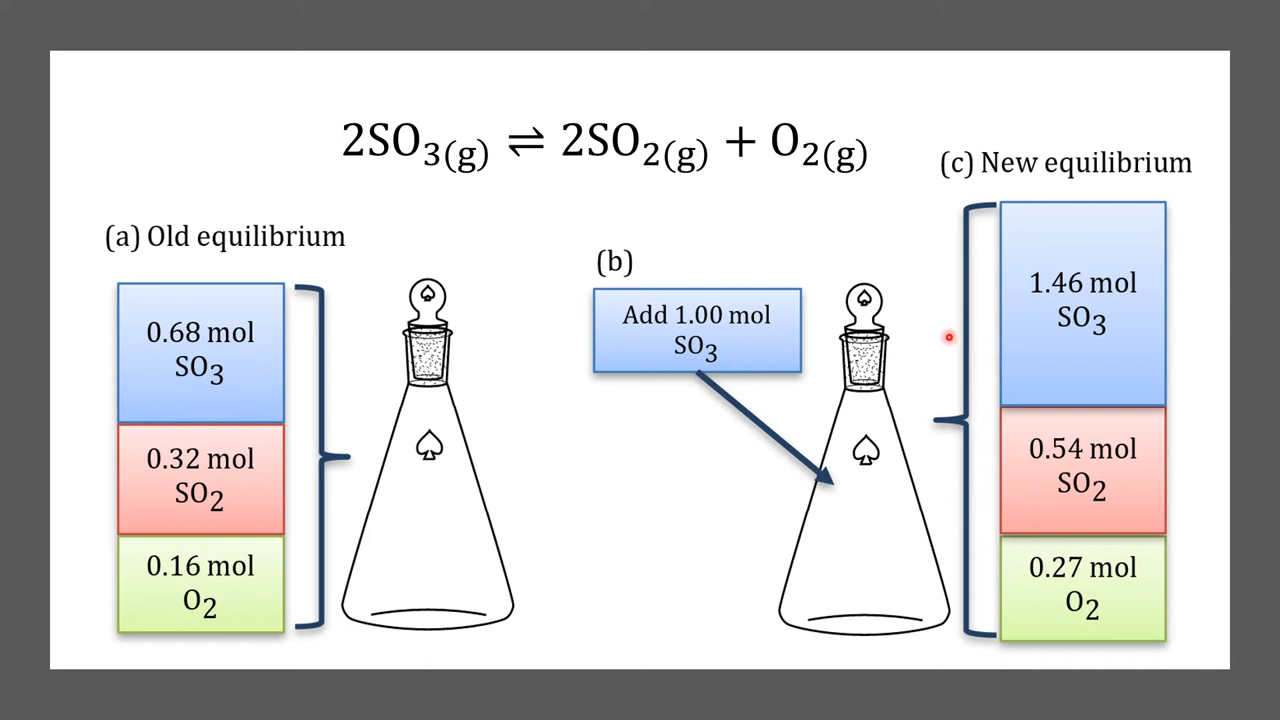 2SO₃(g) ⇌ 2SO₂(g) + O₂(g)
(a) Old equilibrium
0.68 mol
SO₃
0.32 mol
SO₂
0.16 mol
O₂
(b)
Add 1.00 mol
SO₃
(c) New equilibrium
1.46 mol
SO₃
0.54 mol
SO₂
0.27 mol
O₂